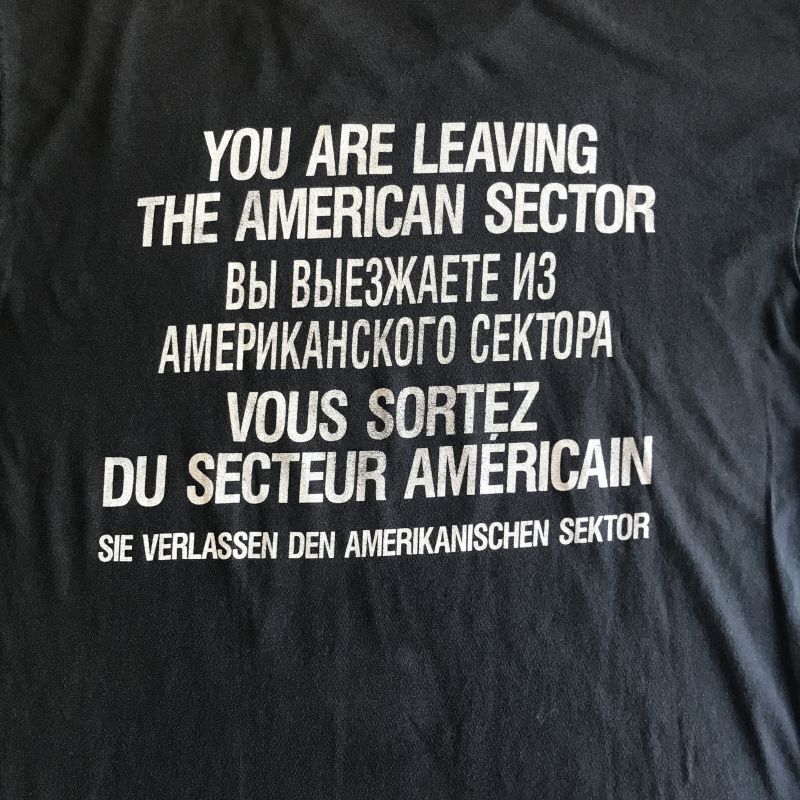 YOU ARE LEAVING
THE AMERICAN SECTOR
ВЫ ВЫЕЗЖАЕТЕ ИЗ
АМЕРИКАНСКОГО СЕКТОРА
VOUS SORTEZ
DU SECTEUR AMÉRICAIN
SIE VERLASSEN DEN AMERIKANISCHEN SEKTOR